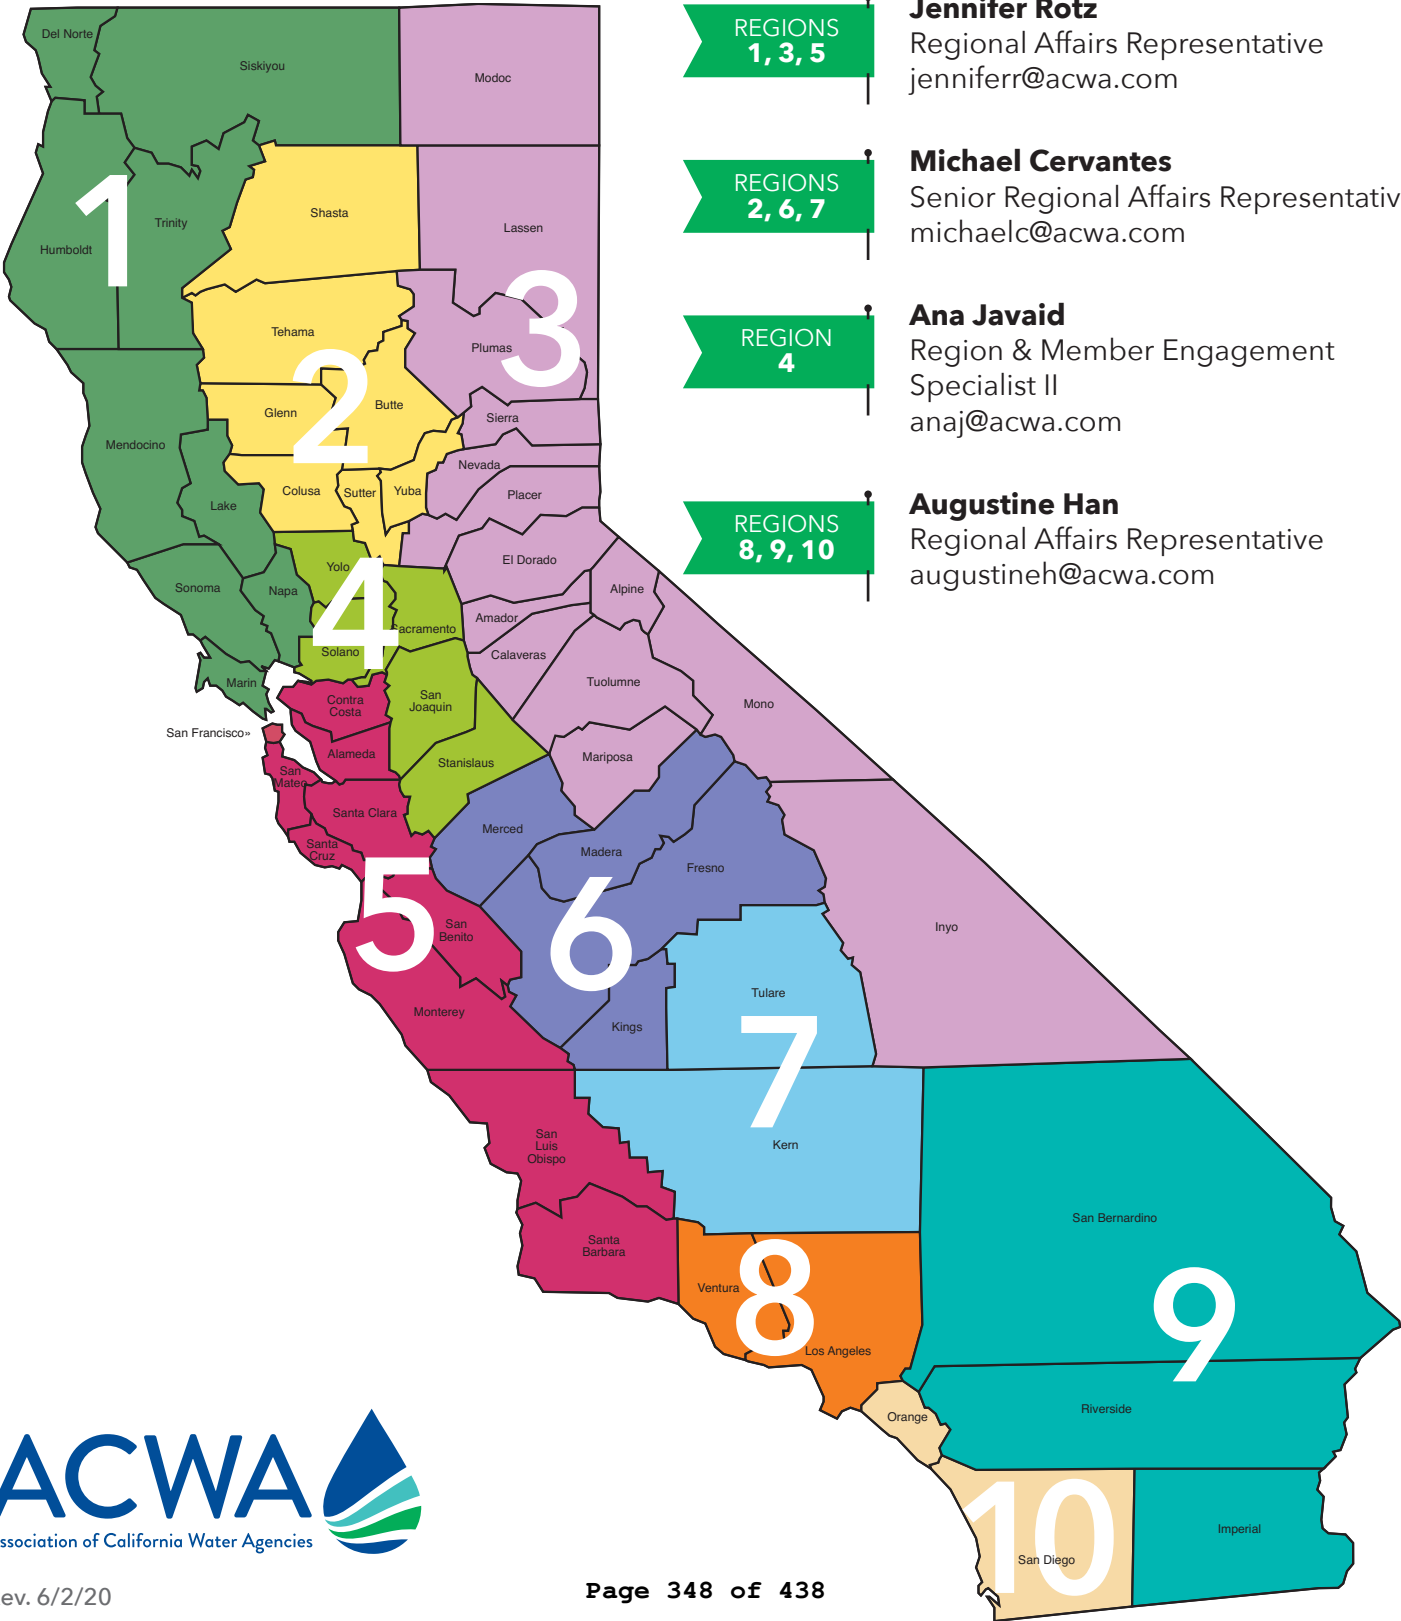 Jennifer Rotz
REGIONS
1, 3, 5
Regional Affairs Representative
jenniferr@acwa.com
Michael Cervantes
REGIONS
2, 6, 7
Senior Regional Affairs Representativ
michaelc@acwa.com
Ana Javaid
REGION
4
Region & Member Engagement
Specialist II
anaj@acwa.com
Augustine Han
REGIONS
8, 9, 10
Regional Affairs Representative
augustineh@acwa.com
Del Norte
Siskiyou
Modoc
1
Humboldt
Trinity
Shasta
Lassen
3
Tehama
Plumas
2
Glenn
Butte
Sierra
Mendocino
Nevada
Colusa
Sutter
Yuba
Placer
Lake
El Dorado
Yolo
4
Sonoma
Napa
Alpine
Amador
Sacramento
Solano
Calaveras
Marin
Tuolumne
Contra
Costa
San
Joaquin
Mono
San Francisco»
Alameda
Stanislaus
Mariposa
San
Mateo
Santa Clara
Merced
Santa
Cruz
Madera
Fresno
5
6
San
Benito
Inyo
Tulare
Monterey
Kings
7
San
Luis
Obispo
Kern
San Bernardino
Santa
Barbara
8
Ventura
9
Los Angeles
Riverside
Orange
10
Imperial
San Diego
ACWA
ssociation of California Water Agencies
ev. 6/2/20
Page 348 of 438